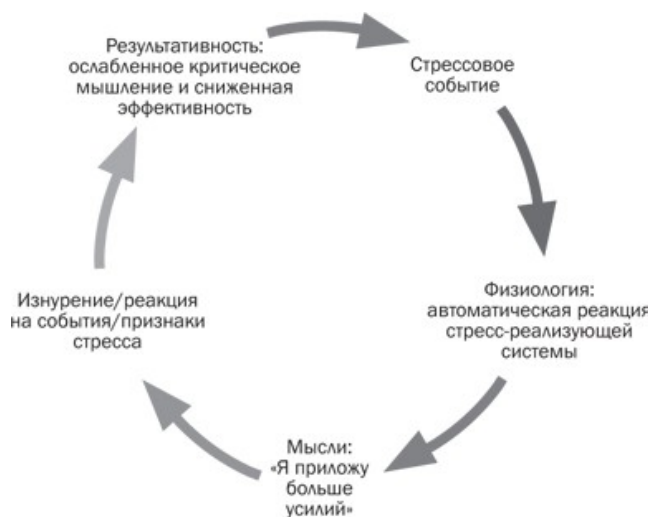 Результативность:
ослабленное критическое
мышление и сниженная
эффективность
Стрессовое
событие
Физиология:
автоматическая реакция
стресс-реализующей
системы
Мысли:
«Я приложу
больше
усилий»
Изнурение/реакция
на события/признаки
стресса